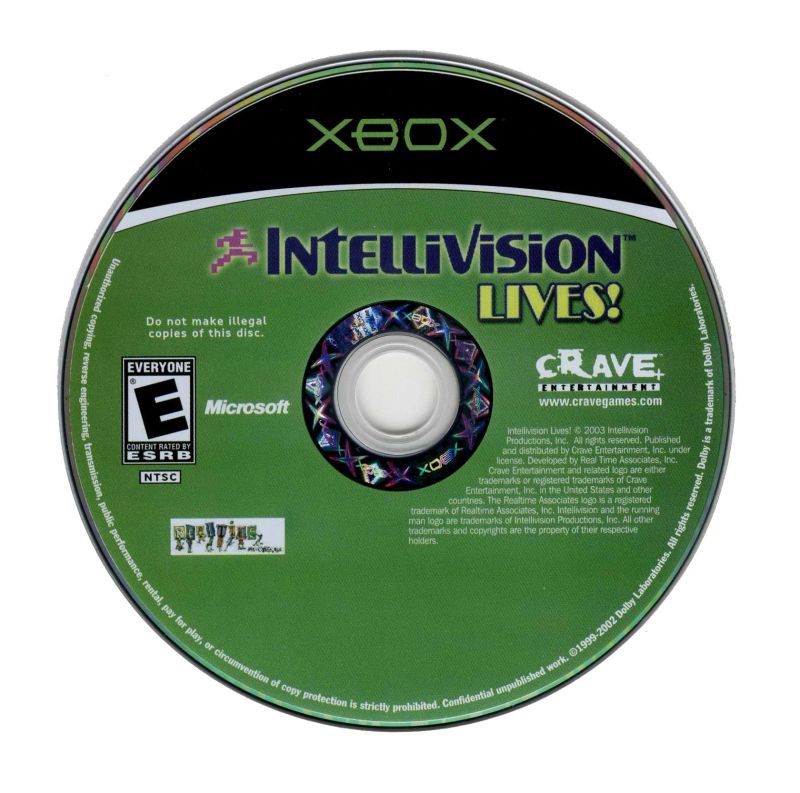 XBOX
INTELLIVISION™
LIVES!
Do not make illegal
copies of this disc.
EVERYONE
E
®
CONTENT RATED BY
ESRB
NTSC
Microsoft
XBOX
XBOX
CRAVE
ENTERTAINMENT
www.cravegames.com
Intellivision Lives! © 2003 Intellivision
Productions, Inc. All rights reserved. Published
and distributed by Crave Entertainment, Inc. under
license. Developed by Real Time Associates, Inc.
Crave Entertainment and related logo are either
trademarks or registered trademarks of Crave
Entertainment, Inc. in the United States and other
countries. The Realtime Associates logo is a registered
trademark of Realtime Associates, Inc. Intellivision and the running
man logo are trademarks of Intellivision Productions, Inc. All other
trademarks and copyrights are the property of their respective
holders.
Unauthorized copying, reverse engineering, transmission, public performance, rental, pay for play, or circumvention of copy protection is strictly prohibited. Confidential unpublished work. ©1999-2002 Dolby Laboratories. All rights reserved. Dolby is a trademark of Dolby Laboratories.